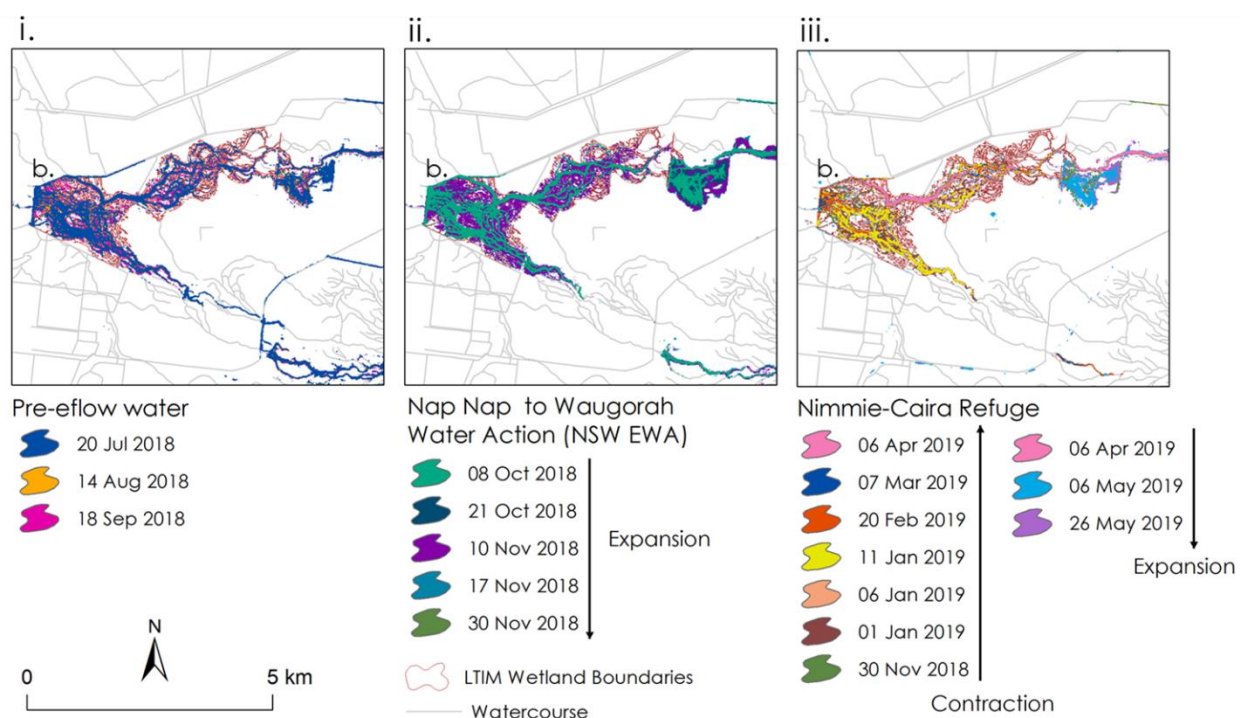 i.
ii.
iii.
b.
b.
b.
Pre-eflow water
20 Jul 2018
14 Aug 2018
18 Sep 2018
N
0
5 km
Nap Nap to Waugorah
Water Action (NSW EWA)
08 Oct 2018
21 Oct 2018
10 Nov 2018
17 Nov 2018
30 Nov 2018
Expansion
LTIM Wetland Boundaries
Watercourse
Nimmie-Caira Refuge
06 Apr 2019
07 Mar 2019
20 Feb 2019
11 Jan 2019
06 Jan 2019
01 Jan 2019
30 Nov 2018
Contraction
06 Apr 2019
06 May 2019
26 May 2019
Expansion